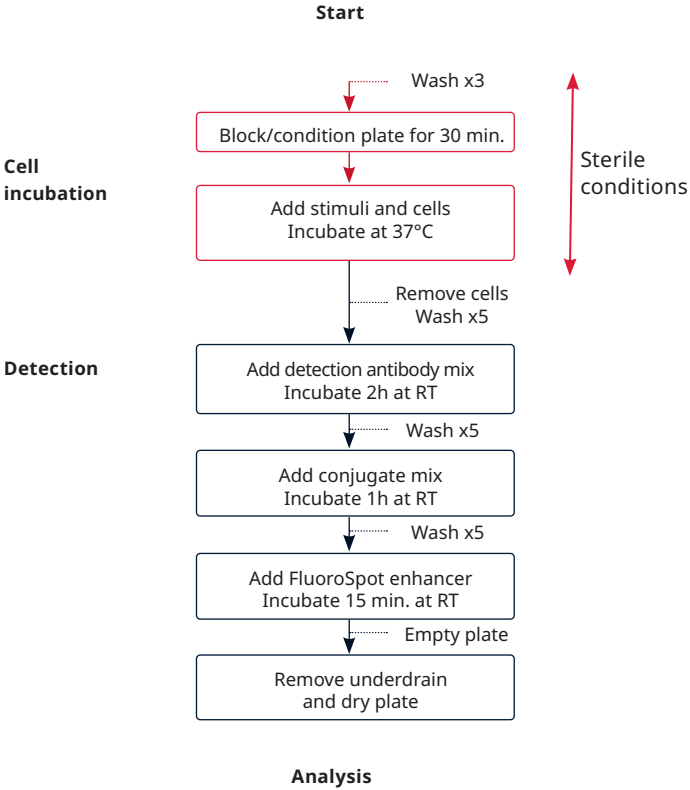 Start
Wash x3
Block/condition plate for 30 min.
Cell
incubation
Sterile
conditions
Add stimuli and cells
Incubate at 37°C
Remove cells
Wash x5
Detection
Add detection antibody mix
Incubate 2h at RT
Wash x5
Add conjugate mix
Incubate 1h at RT
Wash x5
Add FluoroSpot enhancer
Incubate 15 min. at RT
Empty plate
Remove underdrain
and dry plate
Analysis